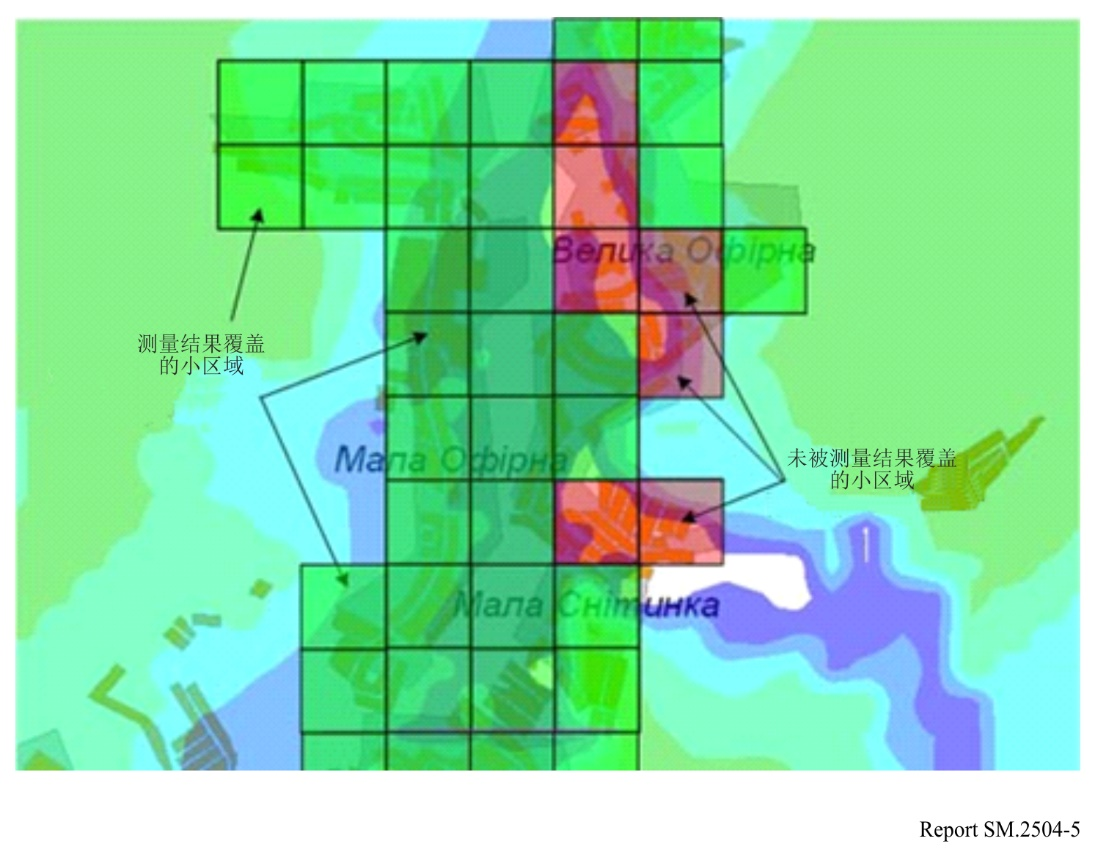 Велика Офірна
测量结果覆盖
的小区域
Мала Офірна
未被测量结果覆盖
的小区域
Мала Снітинка
Report SM.2504-5